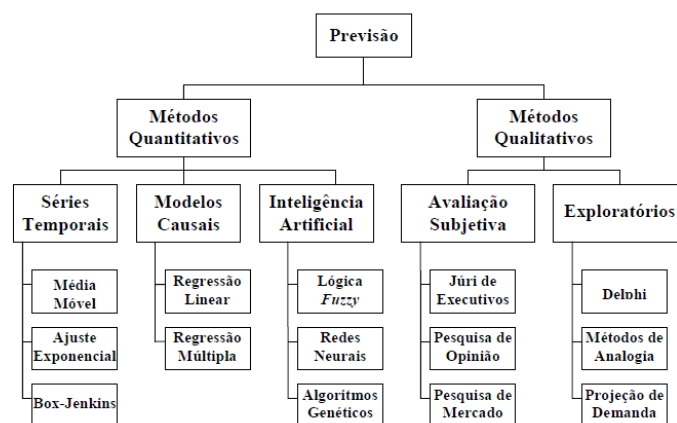 Previsão
Métodos
Quantitativos
Métodos
Qualitativos
Séries
Temporais
Modelos
Causais
Inteligência
Artificial
Avaliação
Subjetiva
Exploratórios
Média
Móvel
Ajuste
Exponencial
Box-Jenkins
Regressão
Linear
Regressão
Múltipla
Lógica
Fuzzy
Redes
Neurais
Algoritmos
Genéticos
Júri de
Executivos
Pesquisa de
Opinião
Pesquisa de
Mercado
Delphi
Métodos de
Analogia
Projeção de
Demanda